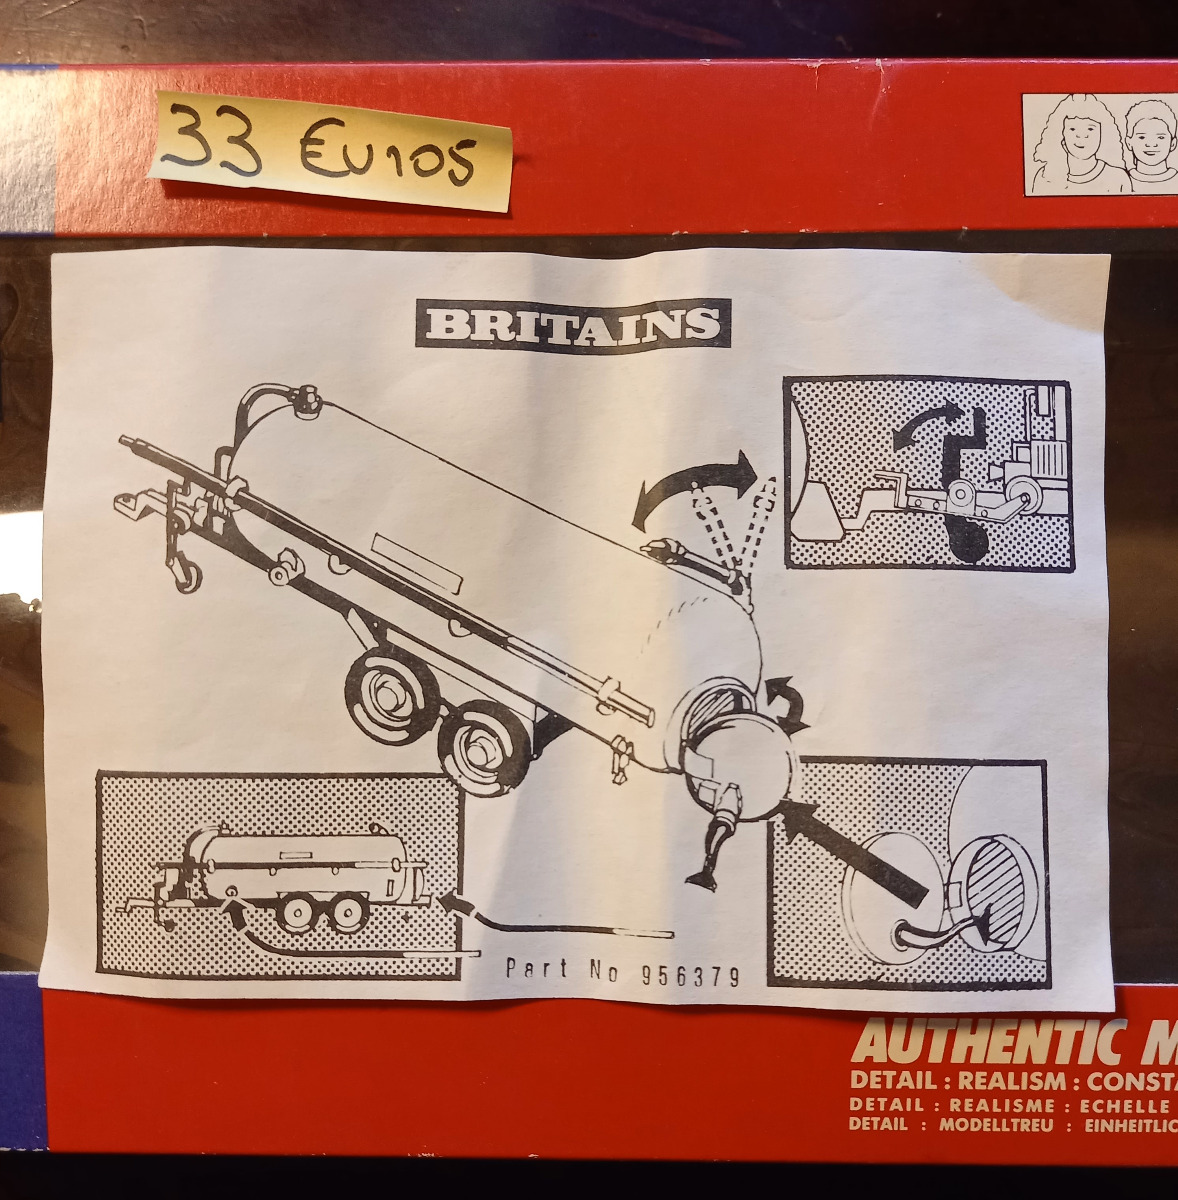 33 Euros
BRITAINS
Part No 956379
AUTHENTIC M
DETAIL : REALISM : CONSTA
DETAIL : REALISME : ECHELLE
DETAIL : MODELLTREU : EINHEITLIC